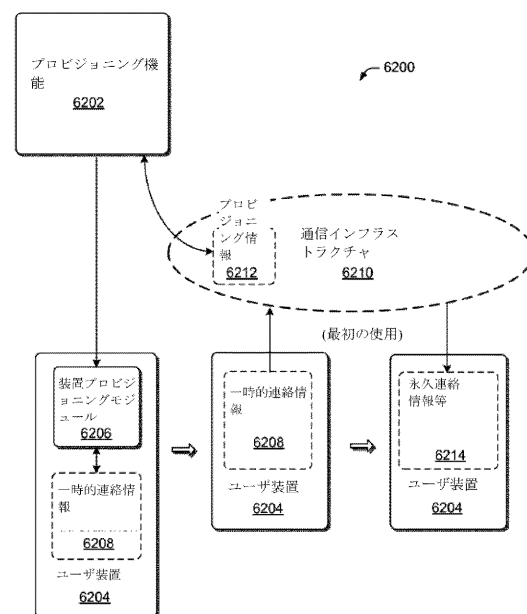 プロビジョニング機
能
6202
6200
プロビ
ジョニ
ング情
報
6212
通信インフラス
トラクチャ
6210
(最初の使用)
装置プロビジ
ョニングモジ
ュール
6206
一時的連絡情
報
6208
ユーザ装置
6204
一時的連絡情
報
6208
ユーザ装置
6204
永久連絡
情報等
6214
ユーザ装置
6204